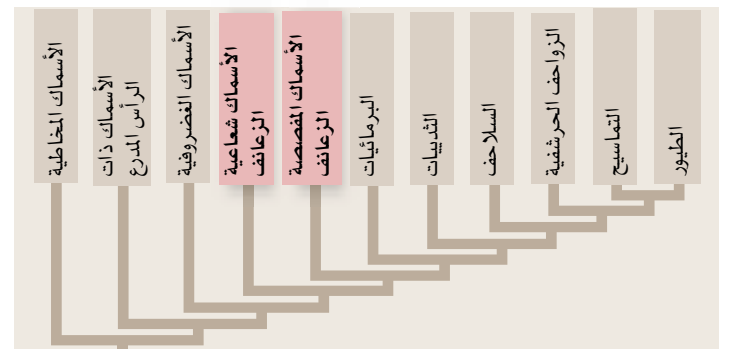 الأسماك المخاطية
الأسماك ذات
الرأس المدرع
الأسماك الغضروفية
الأسماك شعاعية
الزعانف
الأسماك المفصصة
الزعانف
البرمائيات
الثدييات
السلاحف
الزواحف الحرشفية
التماسيح
الطيور